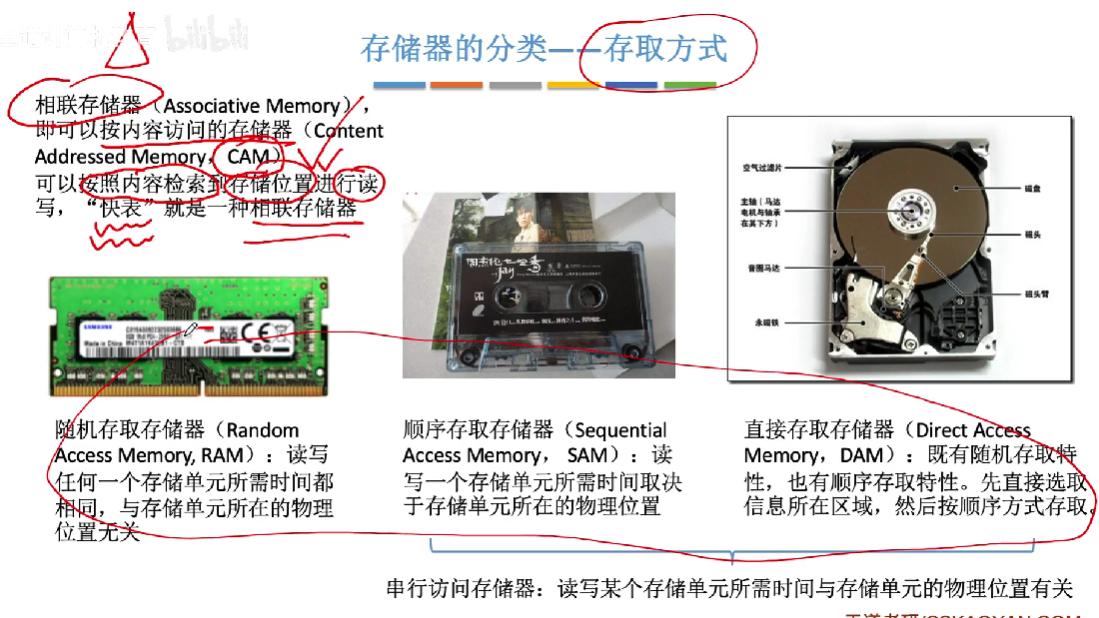 bilibili
存储器的分类——存取方式
相联存储器（Associative Memory），
即可以按内容访问的存储器（Content
Addressed Memory，CAM）
可以按照内容检索到存储位置进行读
写，“快表”就是一种相联存储器
SAMSUNG
空气过滤片
主轴（马达
电机与轴承
在其下方）
音圈马达
永磁铁
磁盘
磁头
磁头臂
随机存取存储器（Random
Access Memory, RAM）：读写
任何一个存储单元所需时间都
相同，与存储单元所在的物理
位置无关
顺序存取存储器（Sequential
Access Memory， SAM）：读
写一个存储单元所需时间取决
于存储单元所在的物理位置
直接存取存储器（Direct Access
Memory，DAM）：既有随机存取特
性，也有顺序存取特性。先直接选取
信息所在区域，然后按顺序方式存取。
串行访问存储器：读写某个存储单元所需时间与存储单元的物理位置有关